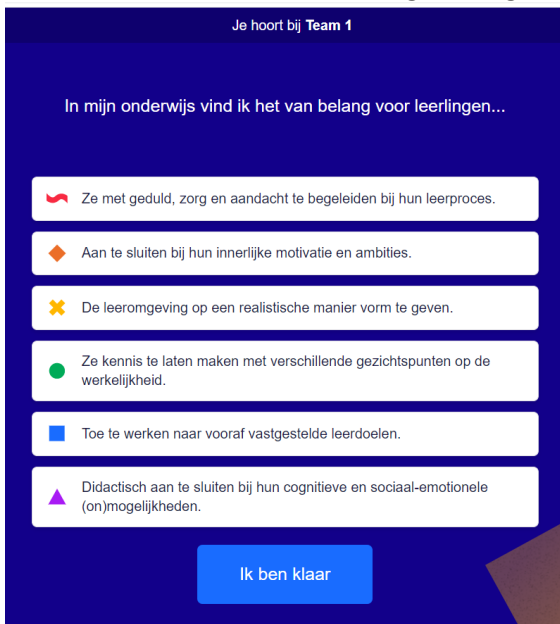 Je hoort bij Team 1
In mijn onderwijs vind ik het van belang voor leerlingen...
Ze met geduld, zorg en aandacht te begeleiden bij hun leerproces.
Aan te sluiten bij hun innerlijke motivatie en ambities.
De leeromgeving op een realistische manier vorm te geven.
Ze kennis te laten maken met verschillende gezichtspunten op de
werkelijkheid.
Toe te werken naar vooraf vastgestelde leerdoelen.
Didactisch aan te sluiten bij hun cognitieve en sociaal-emotionele
(on)mogelijkheden.
Ik ben klaar